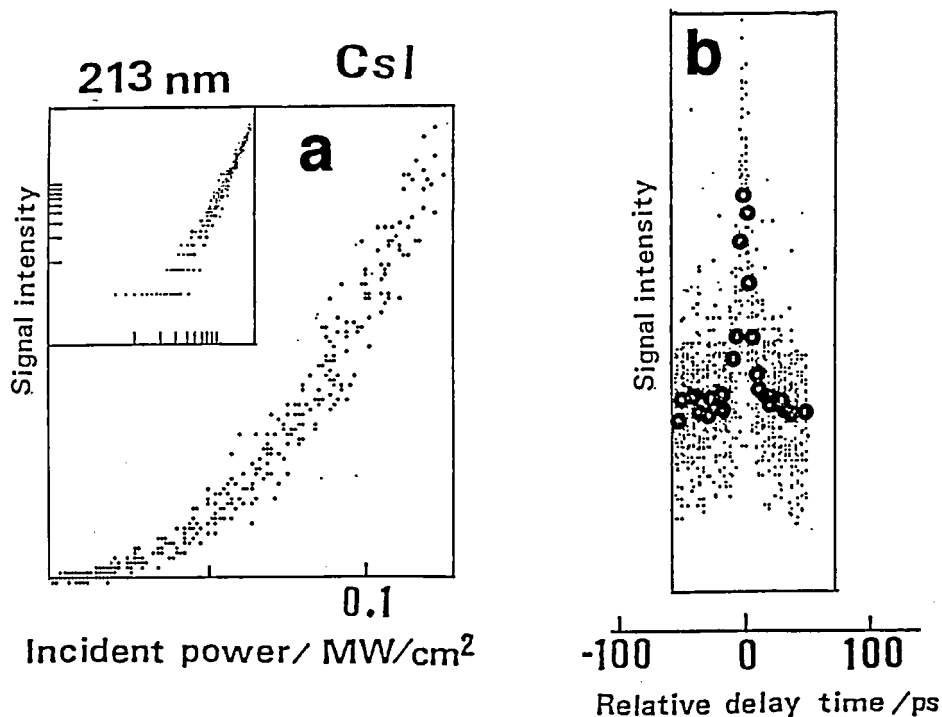 213 nm
CsI
a
Signal intensity
0.1
Incident power/ MW/cm²
b
Signal intensity
-100 0 100
Relative delay time /ps